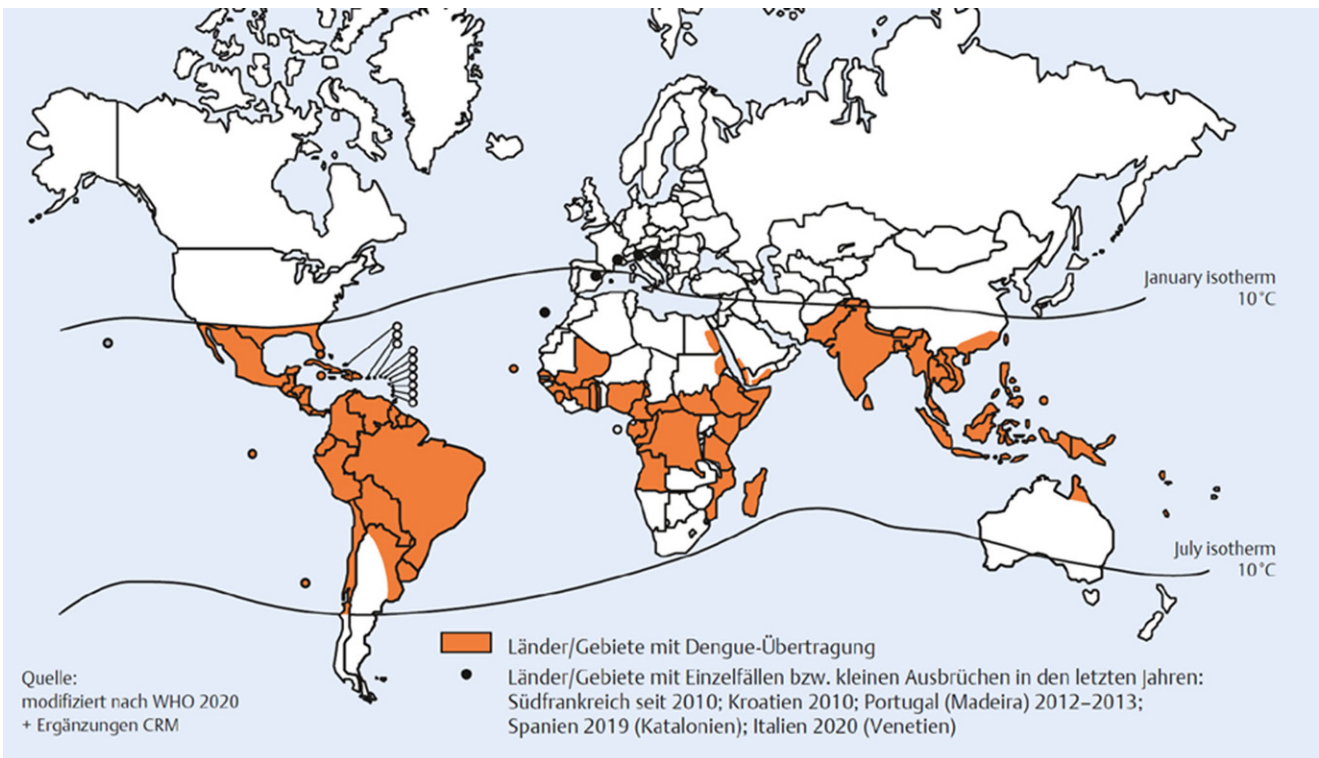 January isotherm
10°C
July isotherm
10°C
Länder/Gebiete mit Dengue-Übertragung
Länder/Gebiete mit Einzelfällen bzw. kleinen Ausbrüchen in den letzten Jahren:
Südfrankreich seit 2010; Kroatien 2010; Portugal (Madeira) 2012–2013;
Spanien 2019 (Katalonien); Italien 2020 (Venetien)
Quelle:
modifiziert nach WHO 2020
+ Ergänzungen CRM